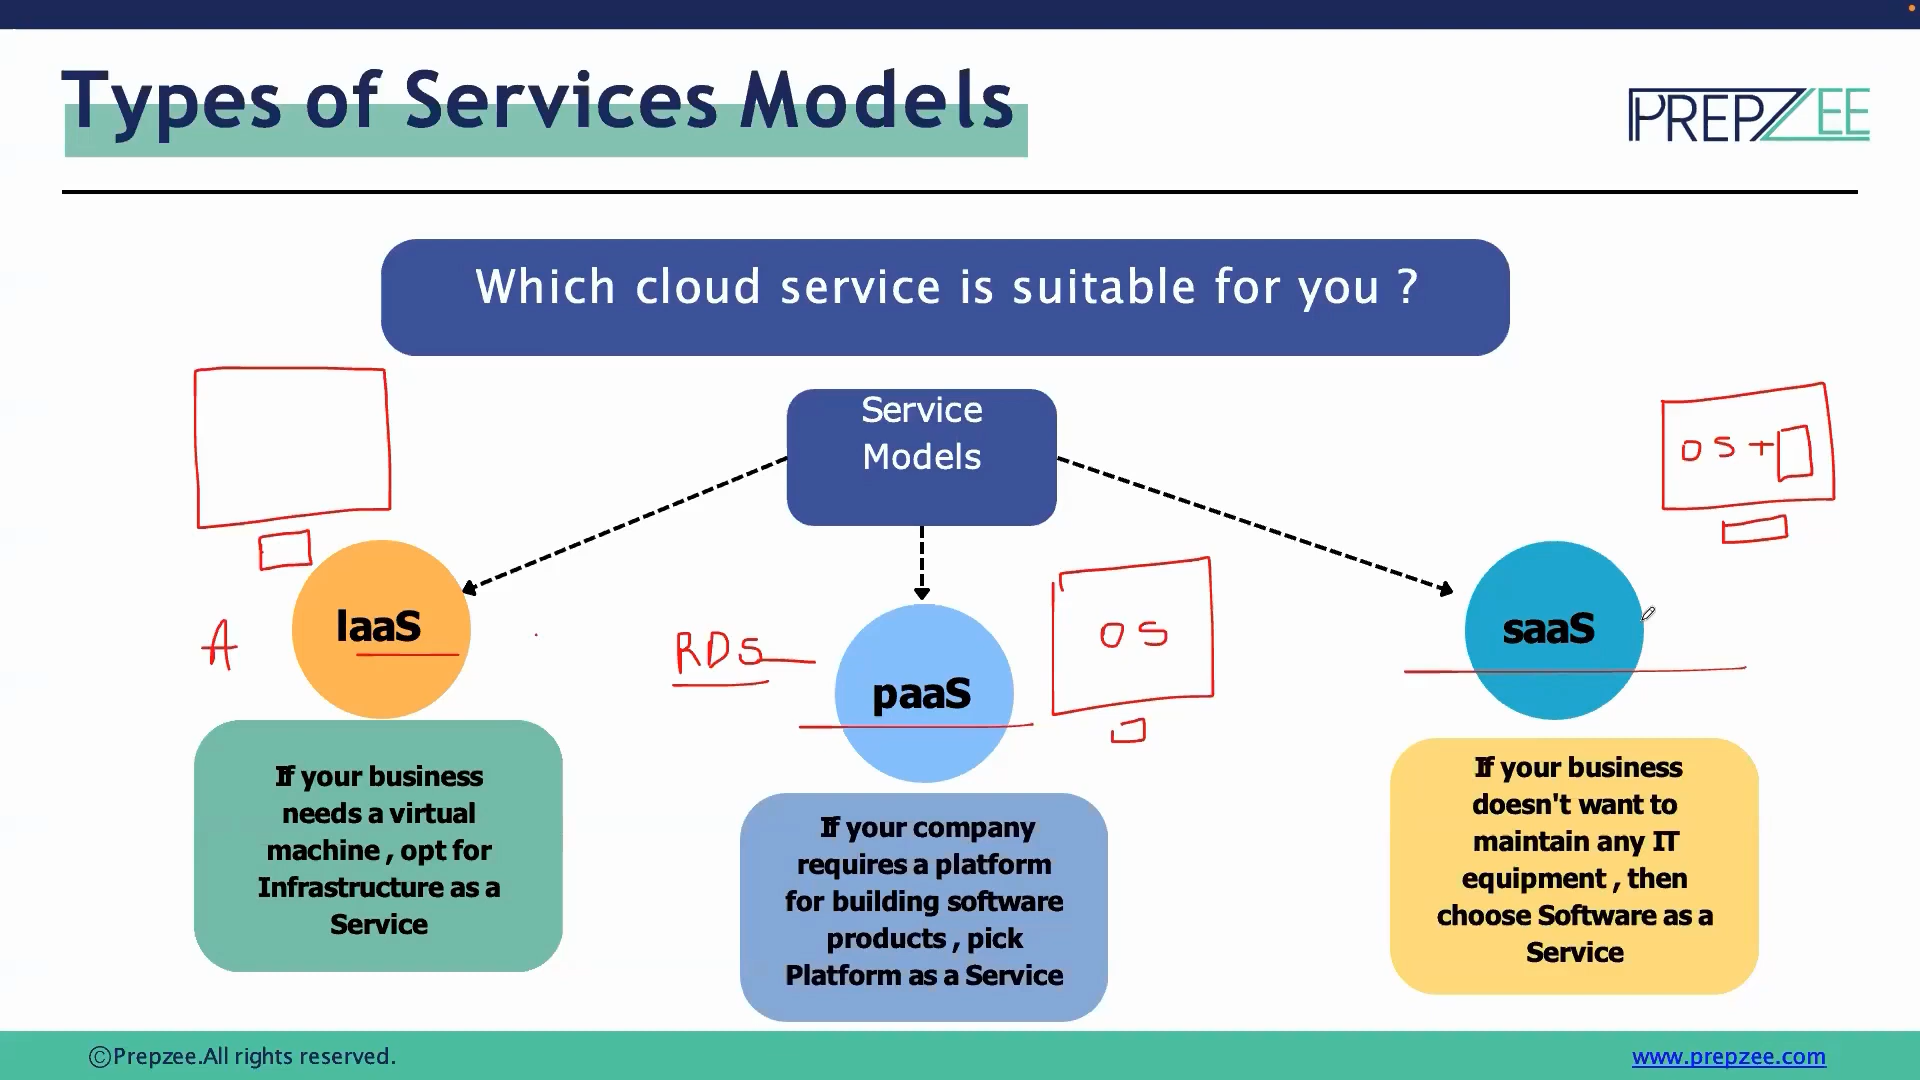 Types of Services Models
PREPZEE
Which cloud service is suitable for you ?
Service
Models
OS+
OS
A
IaaS
RDS
paaS
saaS
If your business
needs a virtual
machine , opt for
Infrastructure as a
Service
If your company
requires a platform
for building software
products , pick
Platform as a Service
If your business
doesn't want to
maintain any IT
equipment , then
choose Software as a
Service
©Prepzee.All rights reserved.
www.prepzee.com